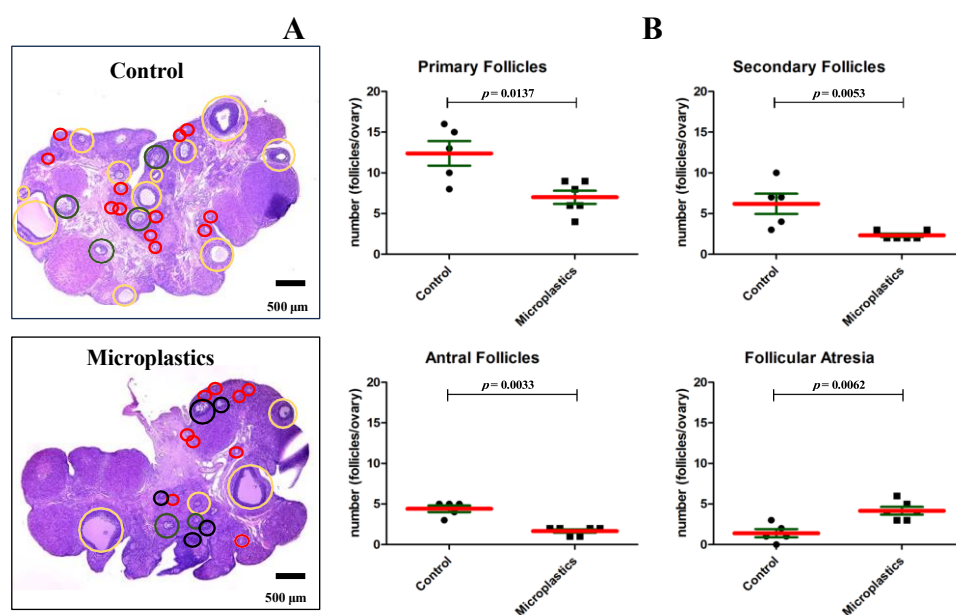 A
B
Control
500 µm
Microplastics
500 µm
Primary Follicles
number (follicles/ovary)
20
15
10
5
0
p = 0.0137
Control
Microplastics
Secondary Follicles
number (follicles/ovary)
20
15
10
5
0
p = 0.0053
Control
Microplastics
Antral Follicles
number (follicles/ovary)
20
15
10
5
0
p = 0.0033
Control
Microplastics
Follicular Atresia
number (follicles/ovary)
20
15
10
5
0
p = 0.0062
Control
Microplastics